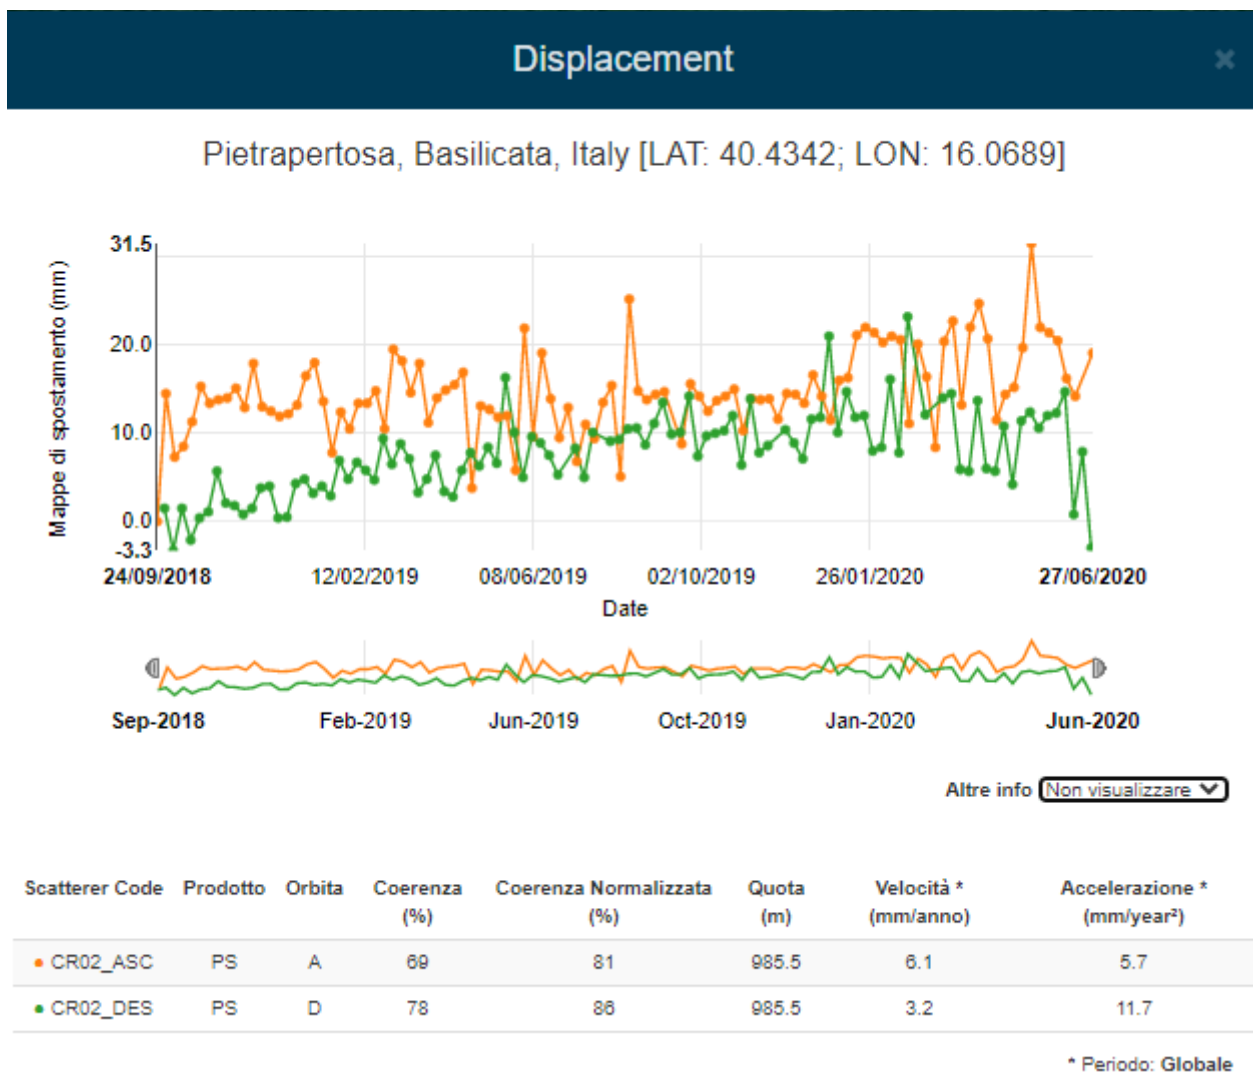 Displacement
×
Pietrapertosa, Basilicata, Italy [LAT: 40.4342; LON: 16.0689]
Mappe di spostamento (mm)
31.5
20.0
10.0
0.0
-3.3
24/09/2018 12/02/2019 08/06/2019 02/10/2019 26/01/2020 27/06/2020
Date
Sep-2018 Feb-2019 Jun-2019 Oct-2019 Jan-2020 Jun-2020
Altre info Non visualizzare
Scatterer Code Prodotto Orbita Coerenza (%) Coerenza Normalizzata (%) Quota (m) Velocità * (mm/anno) Accelerazione * (mm/year²)
CR02_ASC PS A 69 81 985.5 6.1 5.7
CR02_DES PS D 78 86 985.5 3.2 11.7
* Periodo: Globale